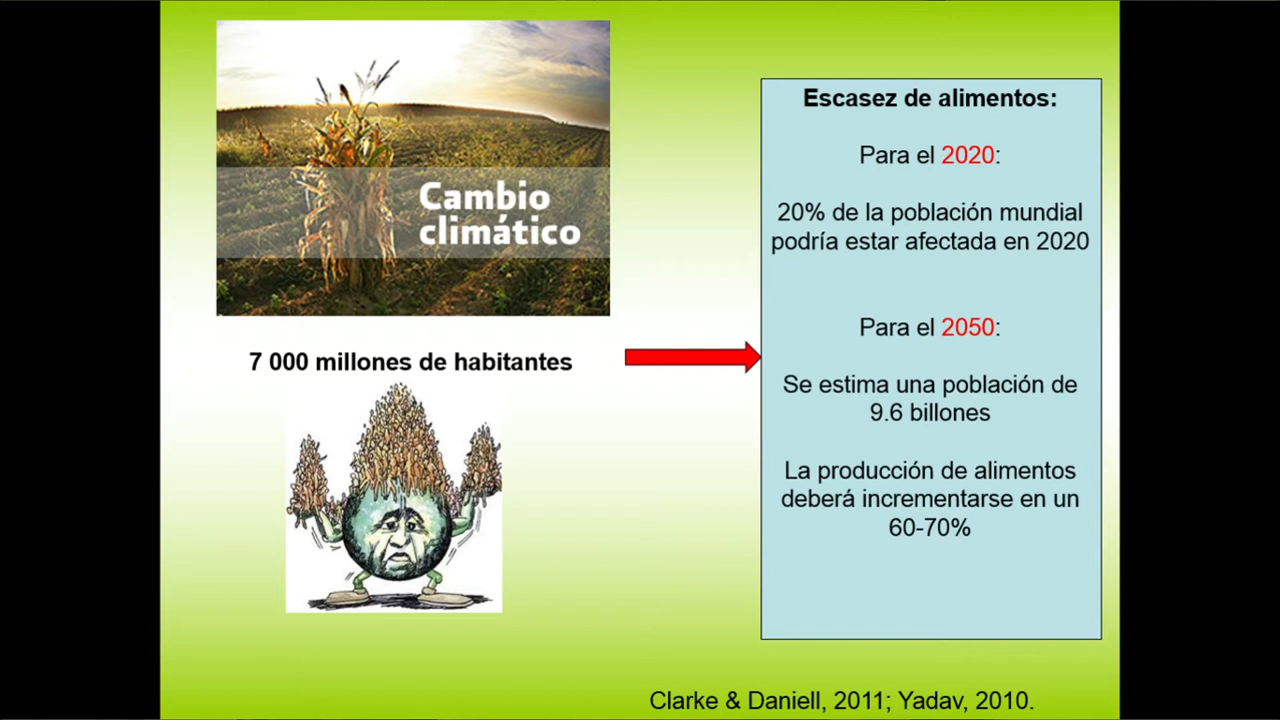 Cambio
climático
7 000 millones de habitantes
Escasez de alimentos:
Para el 2020:
20% de la población mundial
podría estar afectada en 2020
Para el 2050:
Se estima una población de
9.6 billones
La producción de alimentos
deberá incrementarse en un
60-70%
Clarke & Daniell, 2011; Yadav, 2010.